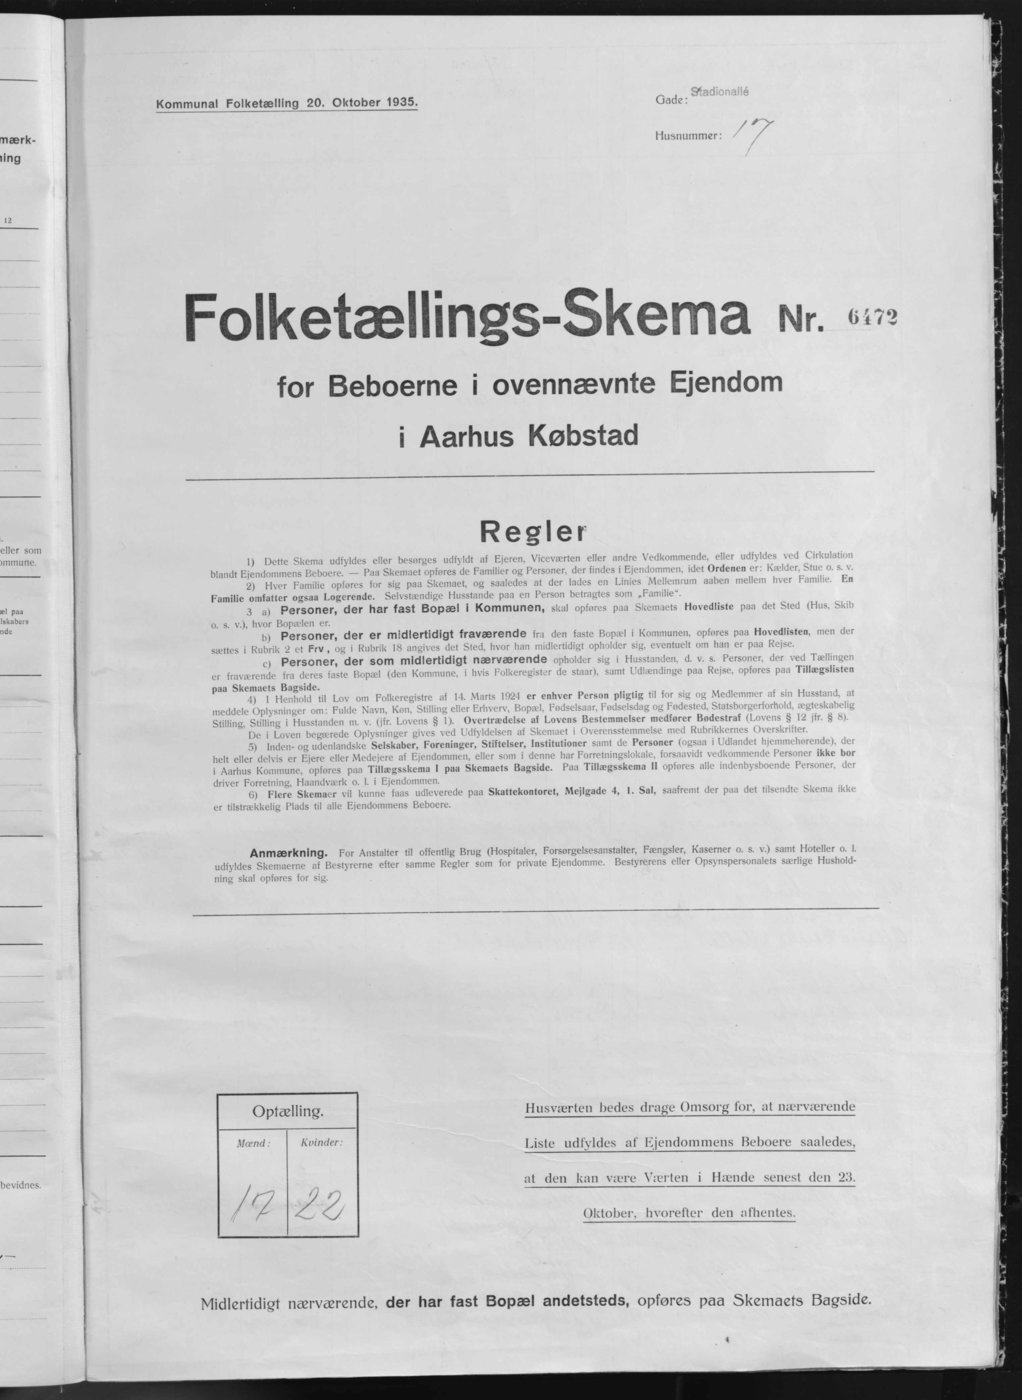 mærk-
ning
12
eller som
ommune.
æl paa
lskabers
nde
bevidnes.
Kommunal Folketælling 20. Oktober 1935.
Gade: Stadionallé
Husnummer: 17
Folketællings-Skema Nr. 6472
for Beboerne i ovennævnte Ejendom
i Aarhus Købstad
Regler
1) Dette Skema udfyldes eller besørges udfyldt af Ejeren, Viceværten eller andre Vedkommende, eller udfyldes ved Cirkulation
blandt Ejendommens Beboere. — Paa Skemaet opføres de Familier og Personer, der findes i Ejendommen, idet Ordenen er: Kælder, Stue o. s. v.
2) Hver Familie opføres for sig paa Skemaet, og saaledes at der lades en Linies Mellemrum aaben mellem hver Familie. En
Familie omfatter ogsaa Logerende. Selvstændige Husstande paa en Person betragtes som „Familie“.
3 a) Personer, der har fast Bopæl i Kommunen, skal opføres paa Skemaets Hovedliste paa det Sted (Hus, Skib
o. s. v.), hvor Bopælen er.
b) Personer, der er midlertidigt fraværende fra den faste Bopæl i Kommunen, opføres paa Hovedlisten, men der
sættes i Rubrik 2 et Frv., og i Rubrik 18 angives det Sted, hvor han midlertidigt opholder sig, eventuelt om han er paa Rejse.
c) Personer, der som midlertidigt nærværende opholder sig i Husstanden, d. v. s. Personer, der ved Tællingen
er fraværende fra deres faste Bopæl (den Kommune, i hvis Folkeregister de staar), samt Udlændinge paa Rejse, opføres paa Tillægslisten
paa Skemaets Bagside.
4) I Henhold til Lov om Folkeregistre af 14. Marts 1924 er enhver Person pligtig til for sig og Medlemmer af sin Husstand, at
meddele Oplysninger om: Fulde Navn, Køn, Stilling eller Erhverv, Bopæl, Fødselsaar, Fødselsdag og Fødested, Statsborgerforhold, ægteskabelig
Stilling, Stilling i Husstanden m. v. (jfr. Lovens § 1). Overtrædelse af Lovens Bestemmelser medfører Bødestraf (Lovens § 12 jfr. § 8).
De i Loven begærede Oplysninger gives ved Udfyldelsen af Skemaet i Overensstemmelse med Rubrikkernes Overskrifter.
5) Inden- og udenlandske Selskaber, Foreninger, Stiftelser, Institutioner samt de Personer (ogsaa i Udlandet hjemmehørende), der
helt eller delvis er Ejere eller Medejere af Ejendommen, eller som i denne har Forretningslokale, forsaavidt vedkommende Personer ikke bor
i Aarhus Kommune, opføres paa Tillægsskema I paa Skemaets Bagside. Paa Tillægsskema II opføres alle indenbysboende Personer, der
driver Forretning, Haandværk o. l. i Ejendommen.
6) Flere Skemaer vil kunne faas udleverede paa Skattekontoret, Mejlgade 4, 1. Sal, saafremt der paa det tilsendte Skema ikke
er tilstrækkelig Plads til alle Ejendommens Beboere.
Anmærkning. For Anstalter til offentlig Brug (Hospitaler, Forsørgelsesanstalter, Fængsler, Kaserner o. s. v.) samt Hoteller o. l.
udfyldes Skemaerne af Bestyrerne efter samme Regler som for private Ejendomme. Bestyrerens eller Opsynspersonalets særlige Hushold-
ning skal opføres for sig.
Optælling.
Mænd: Kvinder:
17 22
Husværten bedes drage Omsorg for, at nærværende
Liste udfyldes af Ejendommens Beboere saaledes,
at den kan være Værten i Hænde senest den 23.
Oktober, hvorefter den afhentes.
Midlertidigt nærværende, der har fast Bopæl andetsteds, opføres paa Skemaets Bagside.